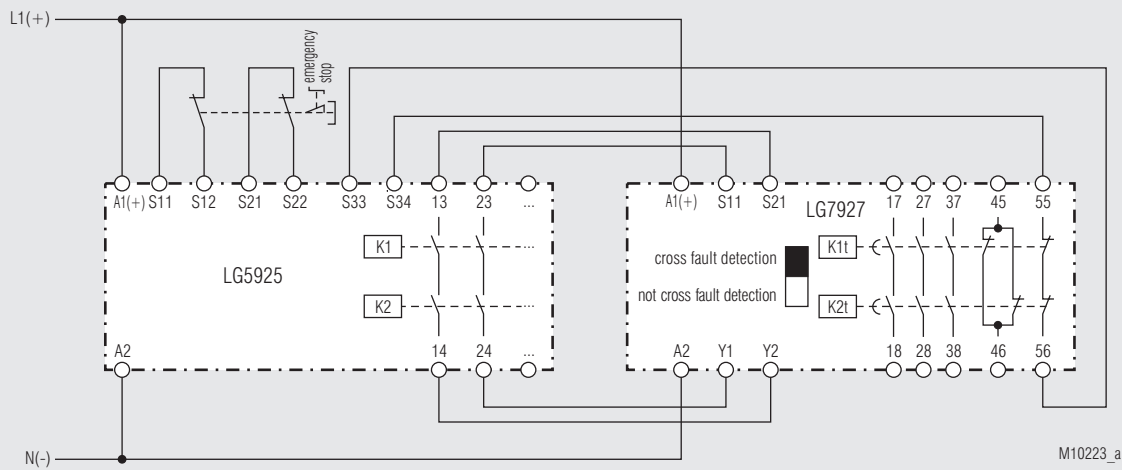 L1(+)
emergency
stop
A1(+) S11 S12 S21 S22 S33 S34 13 23 ...
A1(+) S11 S21 LG7927 17 27 37 45 55
K1 ...
cross fault detection K1t
LG5925
not cross fault detection K2t
K2 ...
A2 14 24 ...
A2 Y1 Y2 18 28 38 46 56
N(-)
M10223_a